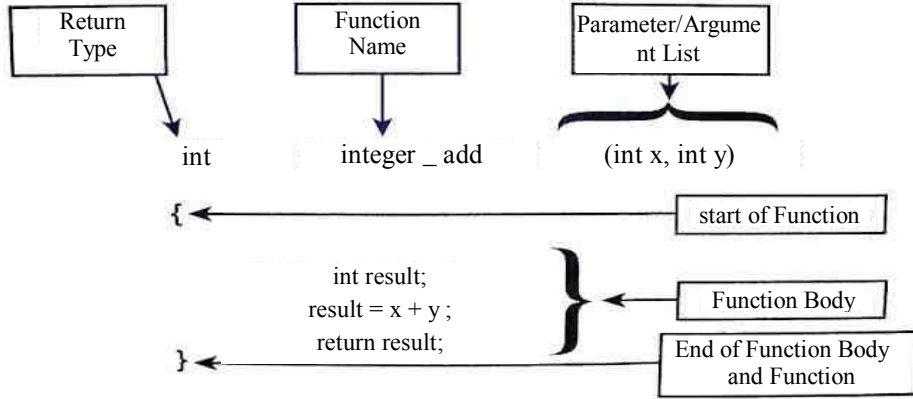 Return
Type
Function
Name
Parameter/Argume
nt List
int
integer _ add
(int x, int y)
{
start of Function
int result;
result = x + y ;
return result;
Function Body
}
End of Function Body
and Function